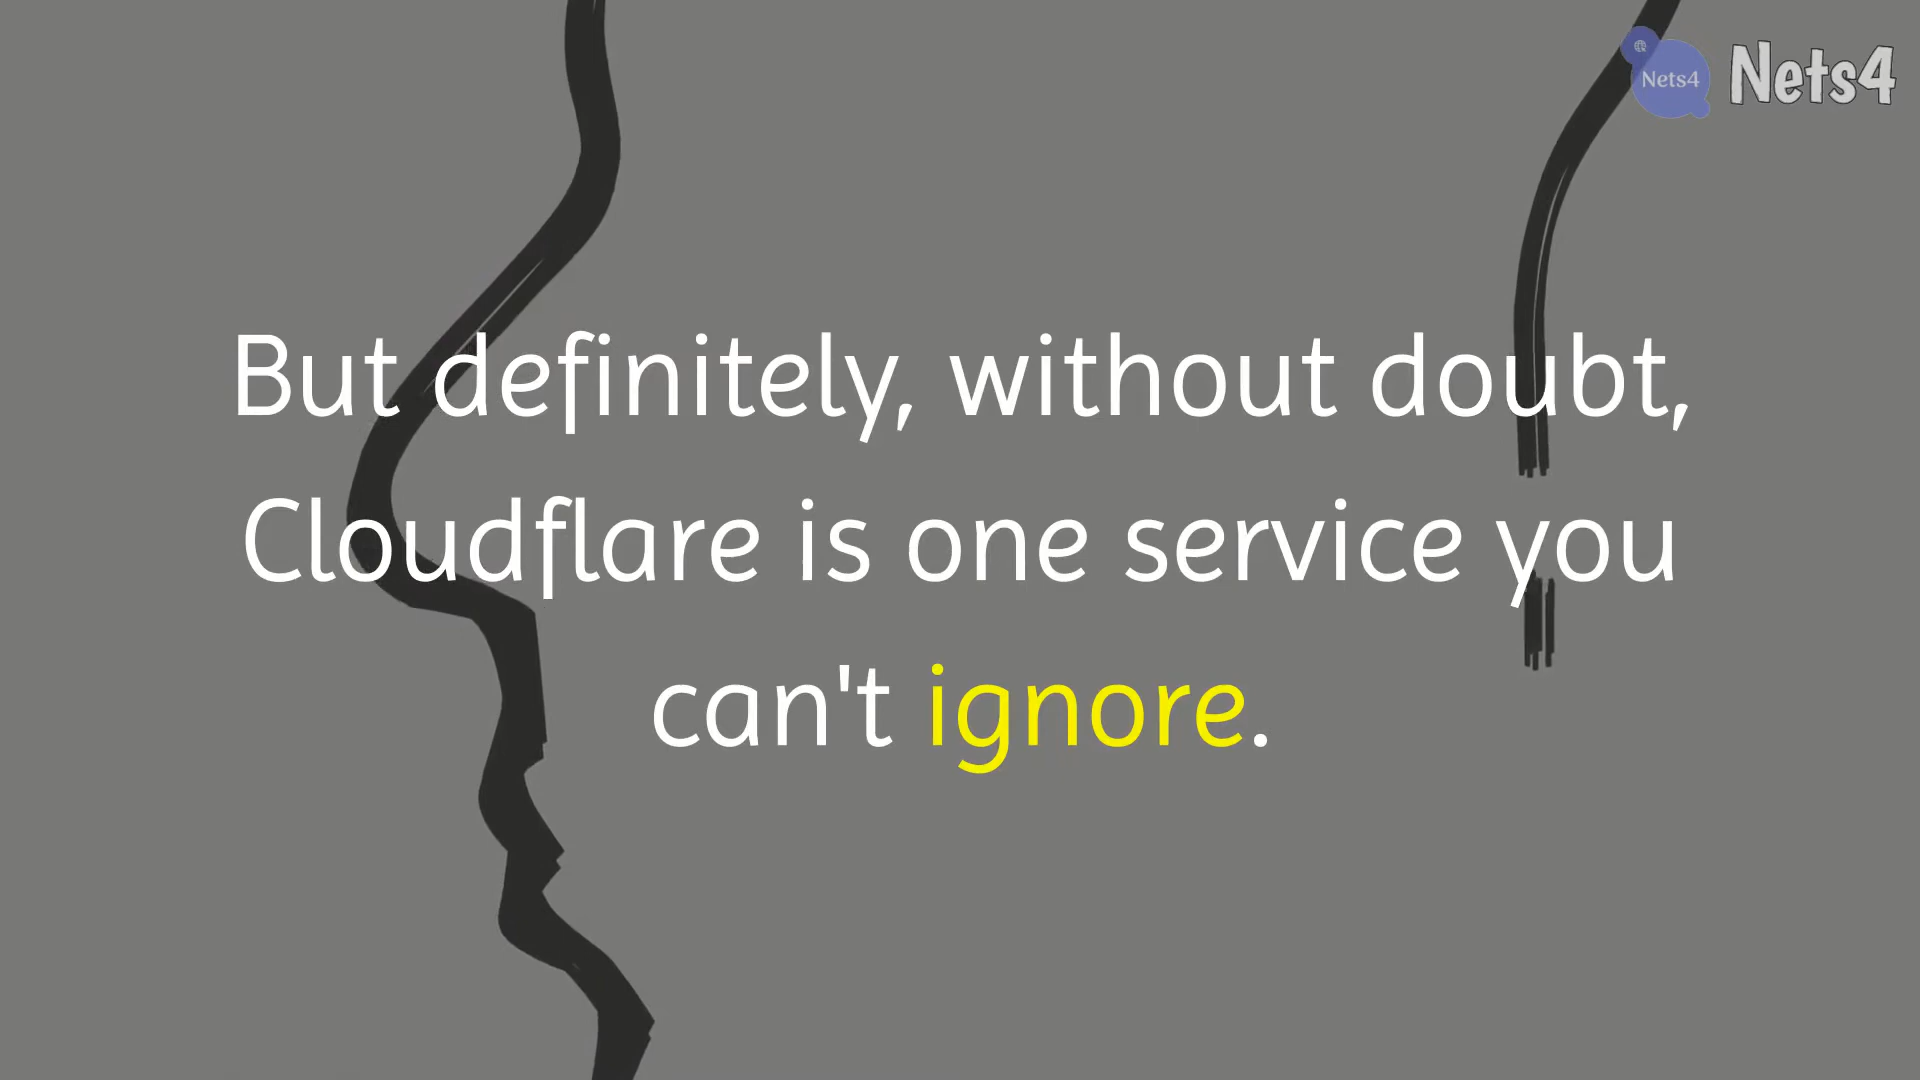 Nets4 Nets4
But definitely, without doubt,
Cloudflare is one service you
can't ignore.